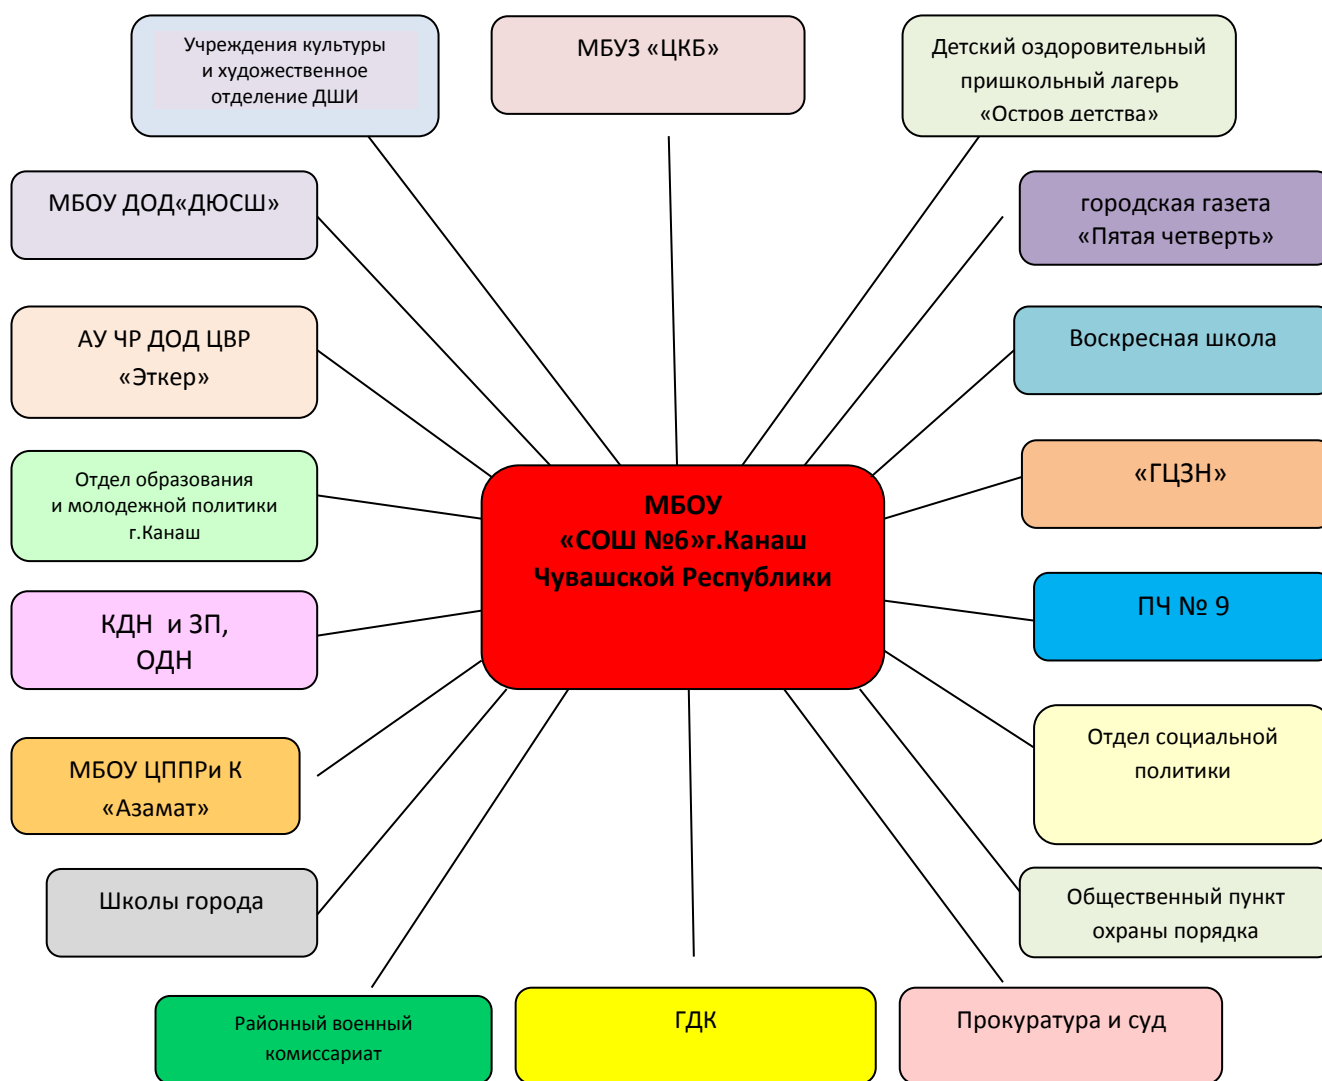 Учреждения культуры
и художественное
отделение ДШИ
МБУЗ «ЦКБ»
Детский оздоровительный
пришкольный лагерь
«Остров детства»
МБОУ ДОД«ДЮСШ»
городская газета
«Пятая четверть»
АУ ЧР ДОД ЦВР
«Эткер»
Воскресная школа
Отдел образования
и молодежной политики
г.Канаш
«ГЦЗН»
МБОУ
«СОШ №6»г.Канаш
Чувашской Республики
КДН и ЗП,
ОДН
ПЧ № 9
МБОУ ЦППРи К
«Азамат»
Отдел социальной
политики
Школы города
Общественный пункт
охраны порядка
Районный военный
комиссариат
ГДК
Прокуратура и суд